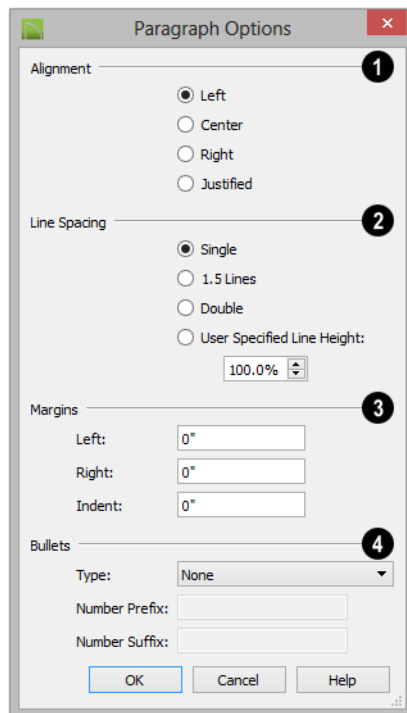 Paragraph Options
Alignment 1
Left
Center
Right
Justified
Line Spacing 2
Single
1.5 Lines
Double
User Specified Line Height:
100.0%
Margins 3
Left: 0"
Right: 0"
Indent: 0"
Bullets 4
Type: None
Number Prefix:
Number Suffix:
OK Cancel Help